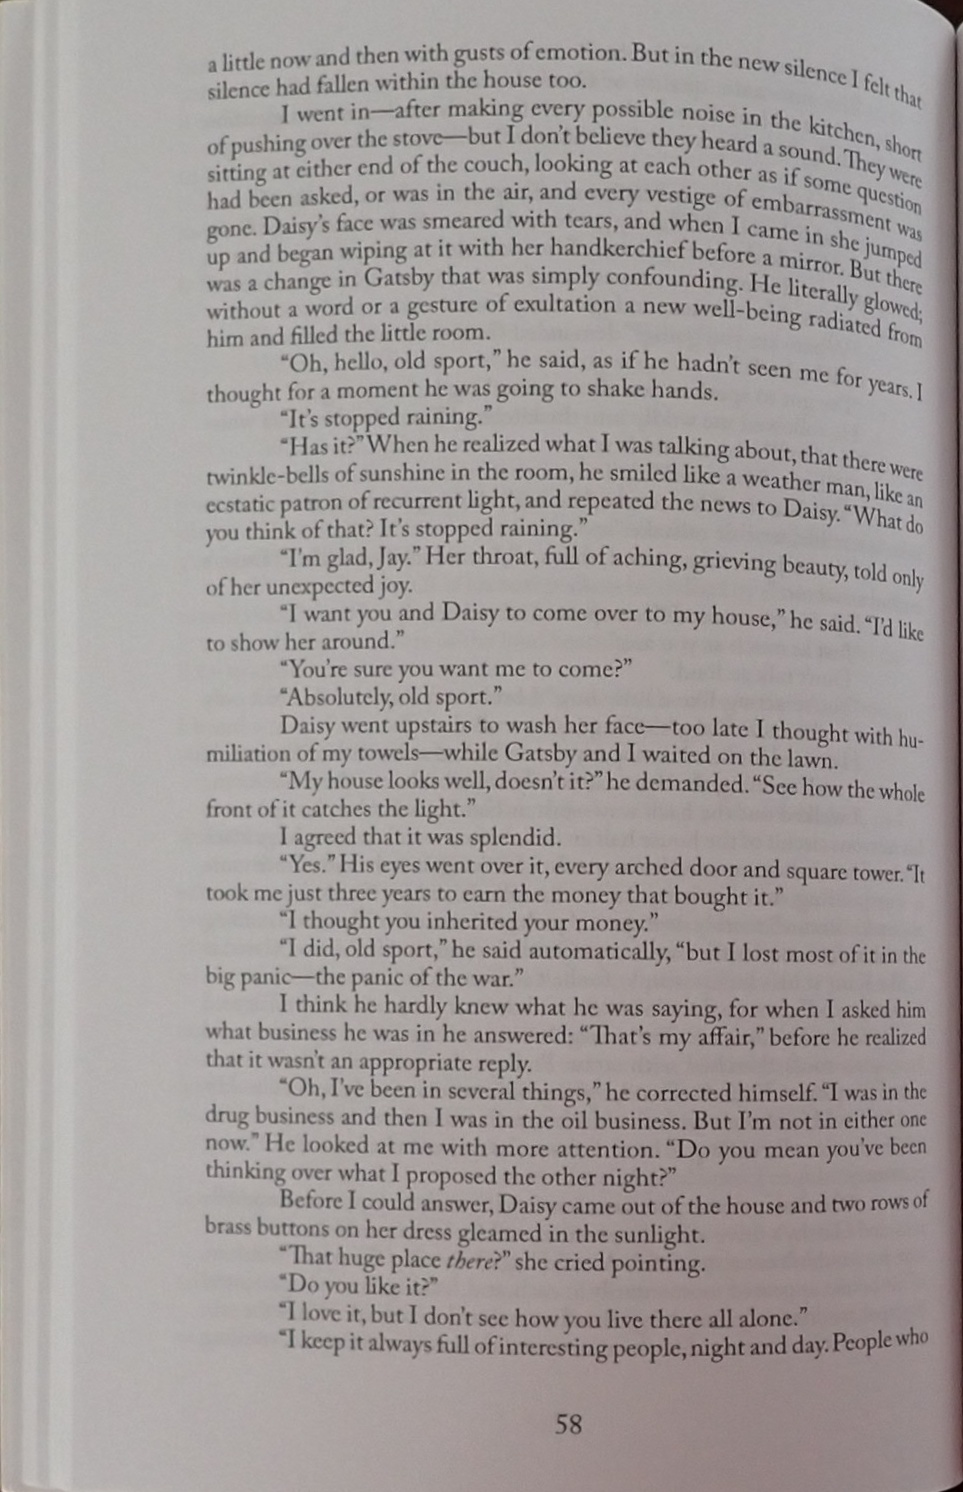 a little now and then with gusts of emotion. But in the new silence I felt that
silence had fallen within the house too.
I went in—after making every possible noise in the kitchen, short
of pushing over the stove—but I don't believe they heard a sound. They were
sitting at either end of the couch, looking at each other as if some question
had been asked, or was in the air, and every vestige of embarrassment was
gone. Daisy's face was smeared with tears, and when I came in she jumped
up and began wiping at it with her handkerchief before a mirror. But there
was a change in Gatsby that was simply confounding. He literally glowed;
without a word or a gesture of exultation a new well-being radiated from
him and filled the little room.
“Oh, hello, old sport,” he said, as if he hadn't seen me for years. I
thought for a moment he was going to shake hands.
“It's stopped raining.”
“Has it?” When he realized what I was talking about, that there were
twinkle-bells of sunshine in the room, he smiled like a weather man, like an
ecstatic patron of recurrent light, and repeated the news to Daisy. “What do
you think of that? It's stopped raining.”
“I'm glad, Jay.” Her throat, full of aching, grieving beauty, told only
of her unexpected joy.
“I want you and Daisy to come over to my house,” he said. “I'd like
to show her around.”
“You're sure you want me to come?”
“Absolutely, old sport.”
Daisy went upstairs to wash her face—too late I thought with hu-
miliation of my towels—while Gatsby and I waited on the lawn.
“My house looks well, doesn't it?” he demanded. “See how the whole
front of it catches the light.”
I agreed that it was splendid.
“Yes.” His eyes went over it, every arched door and square tower. “It
took me just three years to earn the money that bought it.”
“I thought you inherited your money.”
“I did, old sport,” he said automatically, “but I lost most of it in the
big panic—the panic of the war.”
I think he hardly knew what he was saying, for when I asked him
what business he was in he answered: “That's my affair,” before he realized
that it wasn't an appropriate reply.
“Oh, I've been in several things,” he corrected himself. “I was in the
drug business and then I was in the oil business. But I'm not in either one
now.” He looked at me with more attention. “Do you mean you've been
thinking over what I proposed the other night?”
Before I could answer, Daisy came out of the house and two rows of
brass buttons on her dress gleamed in the sunlight.
“That huge place there?” she cried pointing.
“Do you like it?”
“I love it, but I don't see how you live there all alone.”
“I keep it always full of interesting people, night and day. People who
58